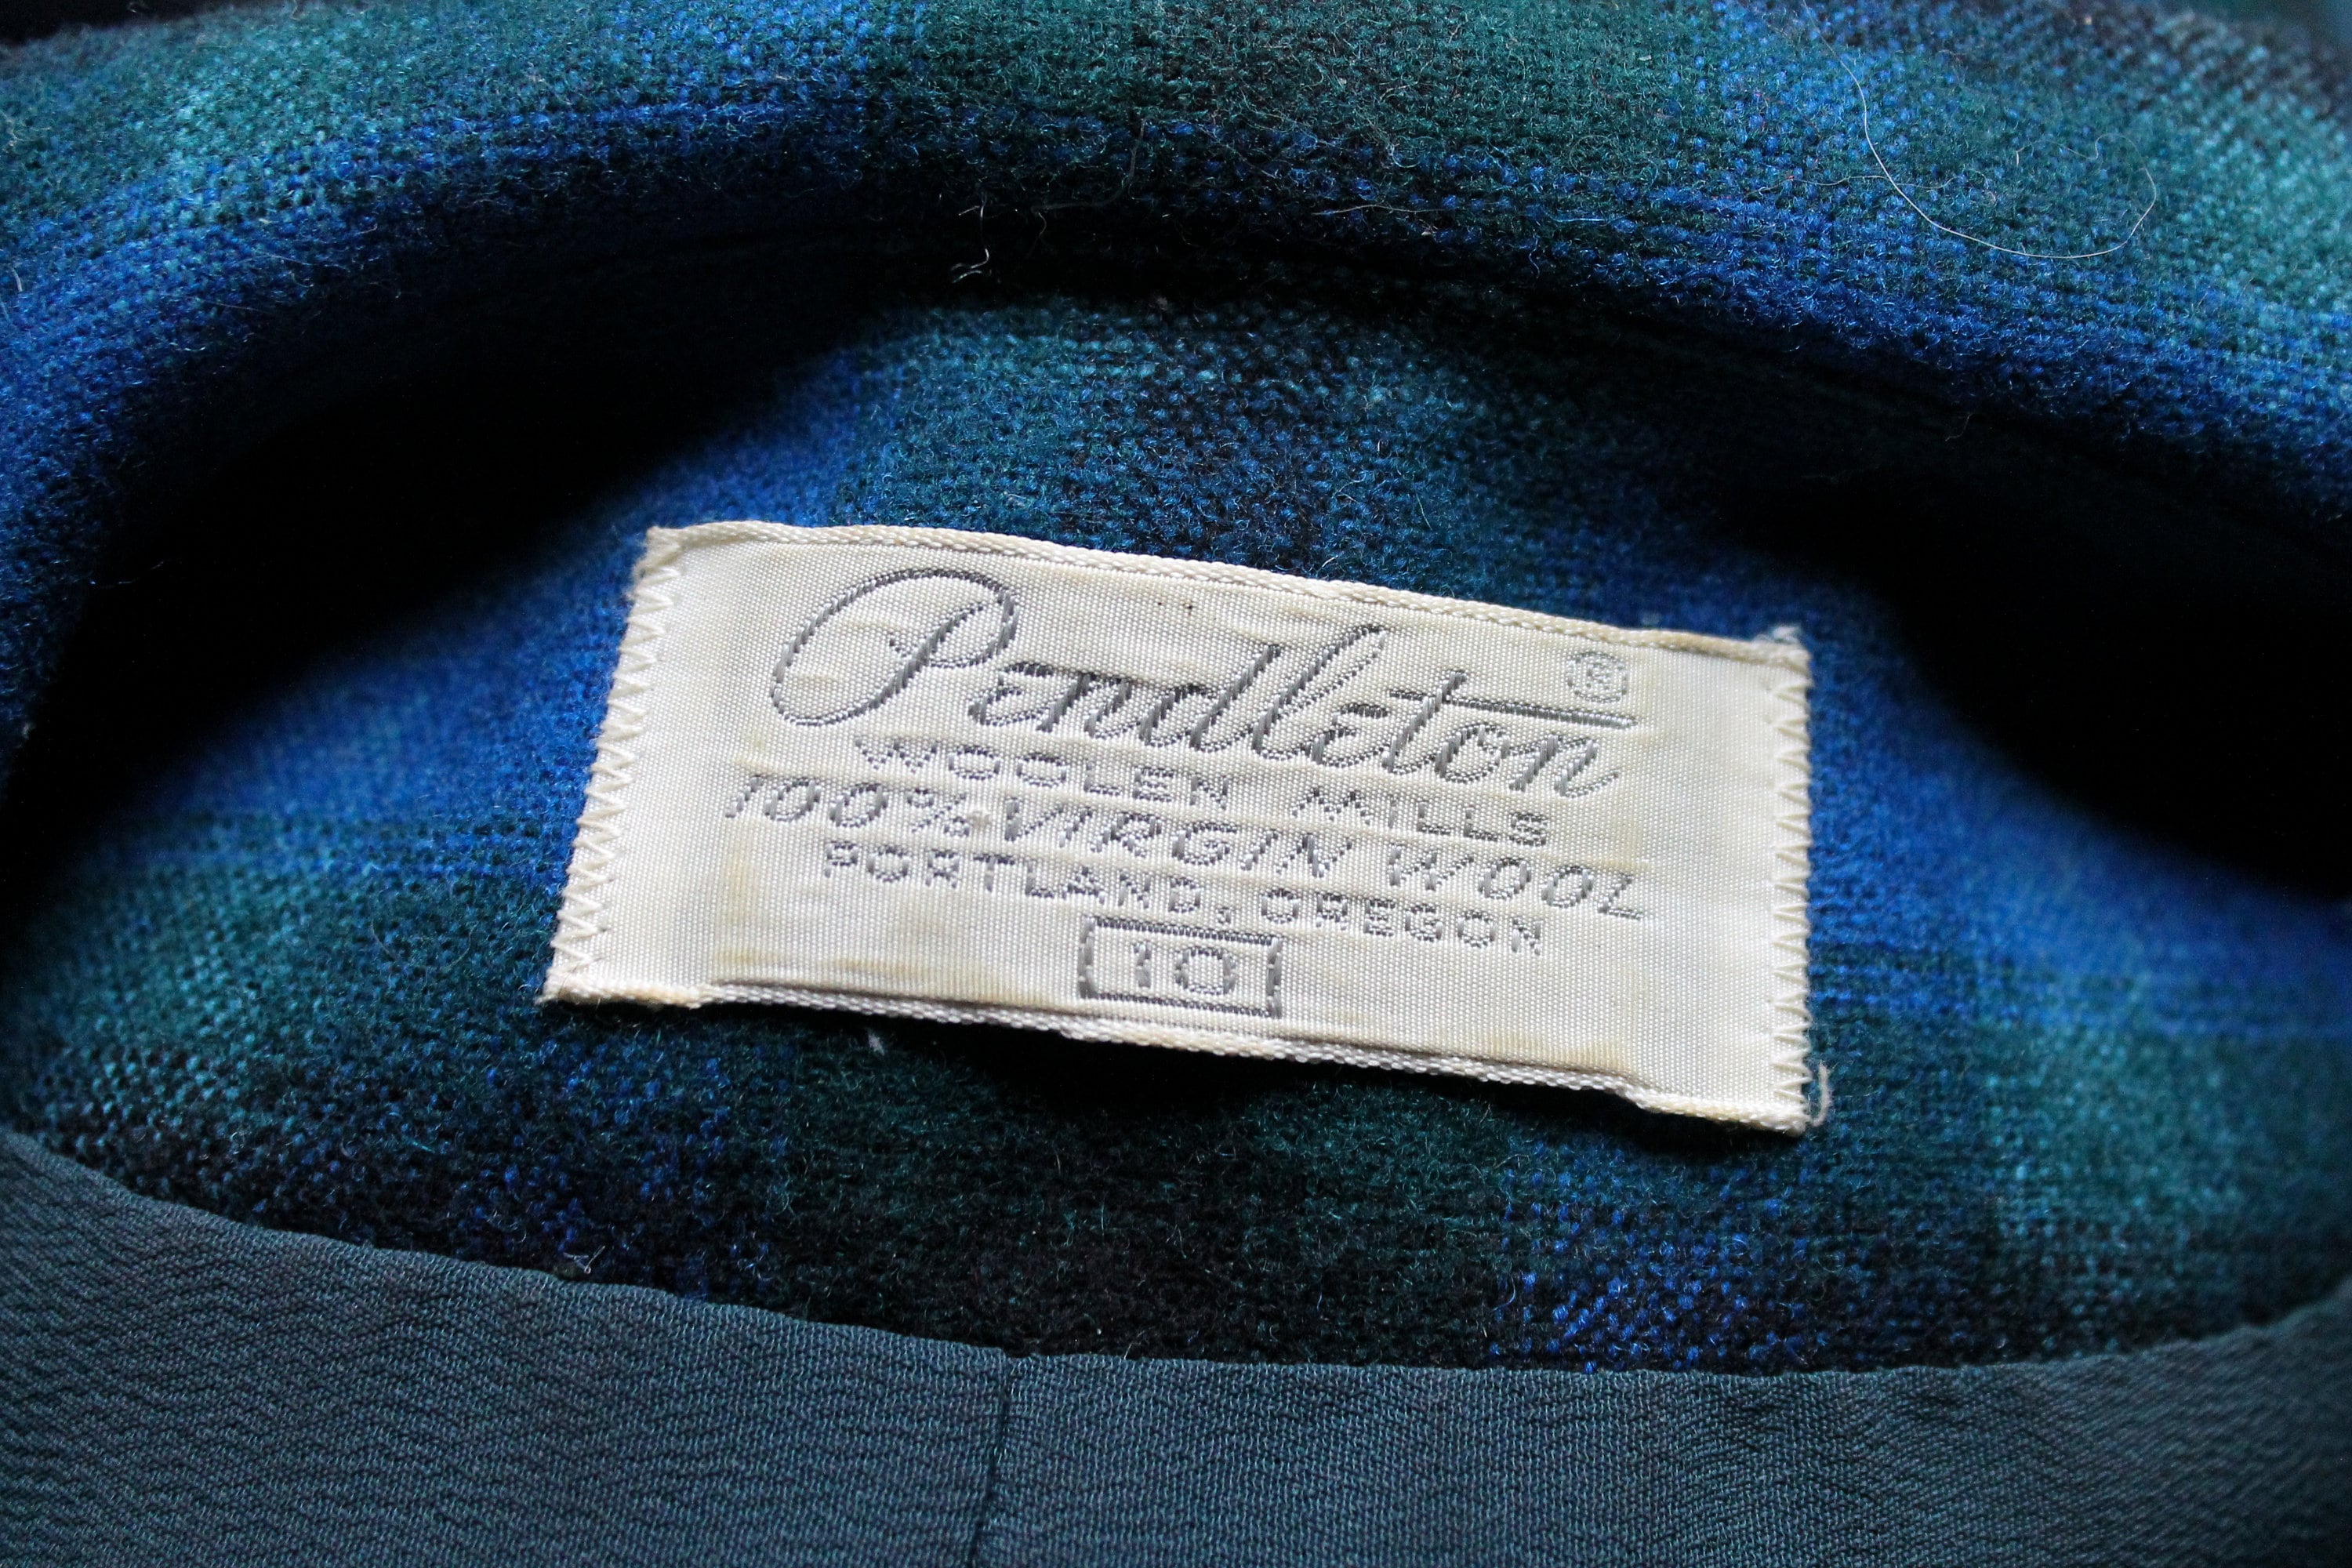 Pendleton ®
WOOLEN MILLS
100% VIRGIN WOOL
PORTLAND, OREGON
10